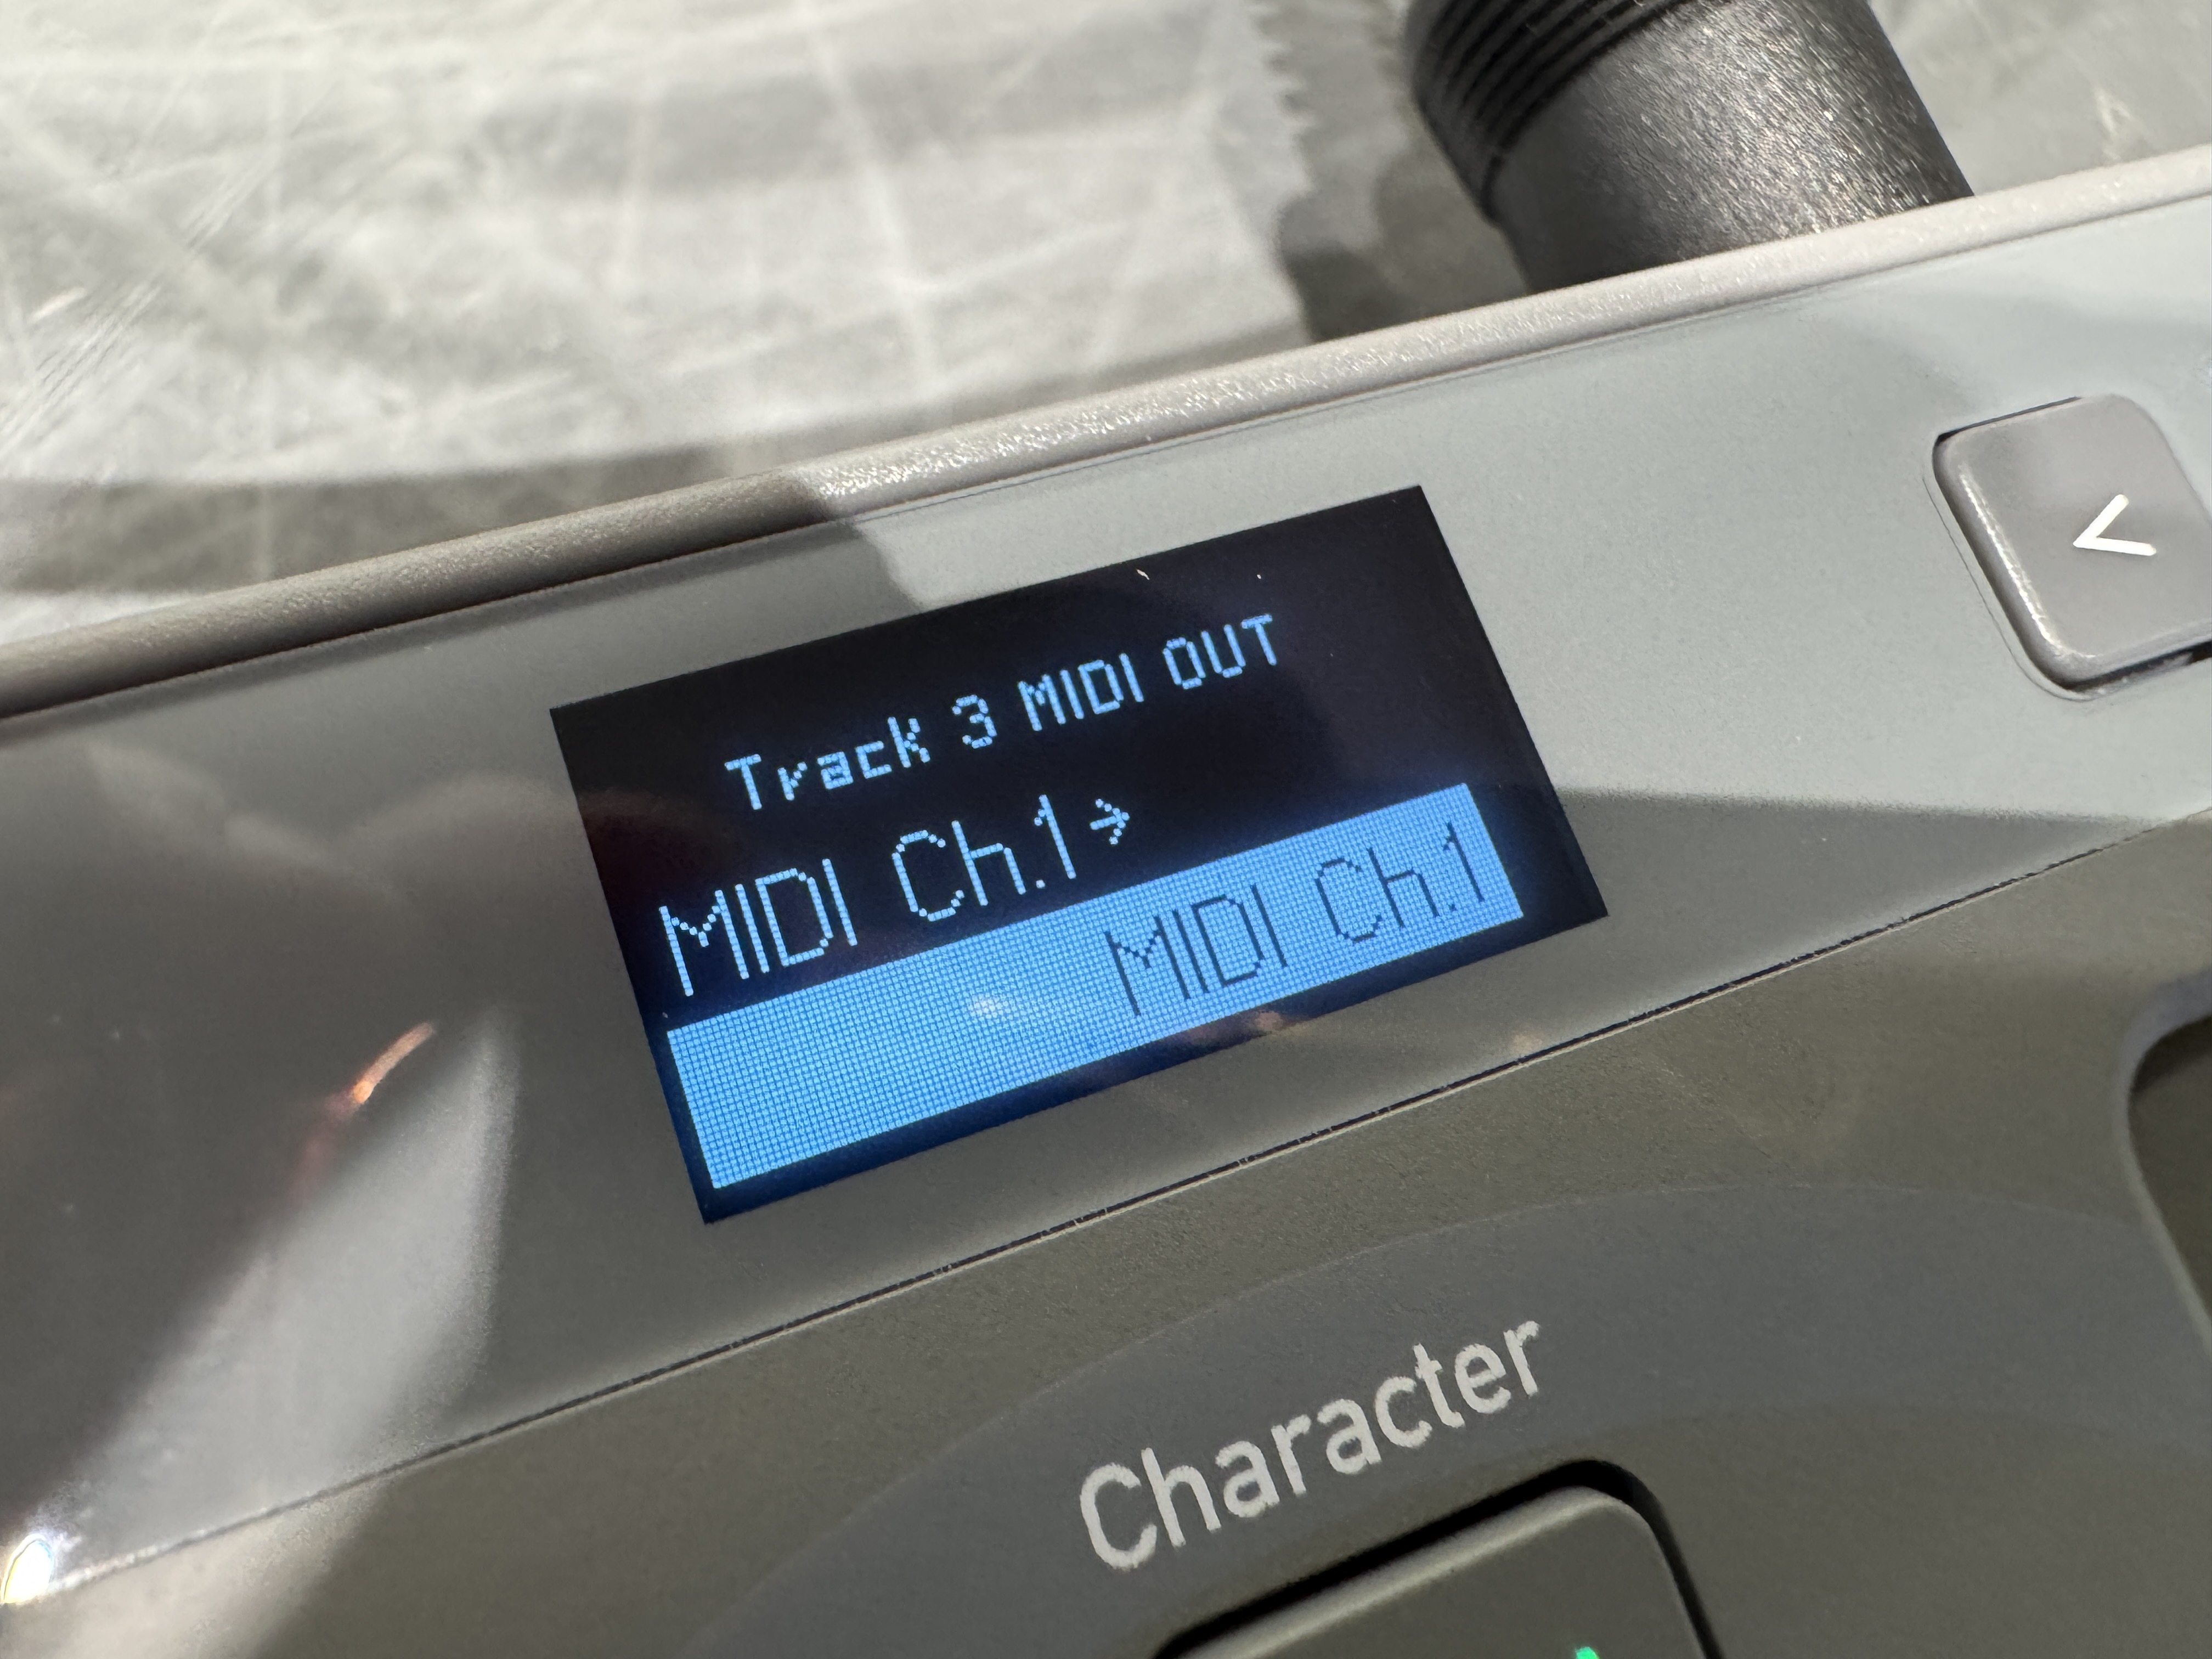 Track 3 MIDI OUT
MIDI Ch.1→
MIDI Ch.1
<
Character